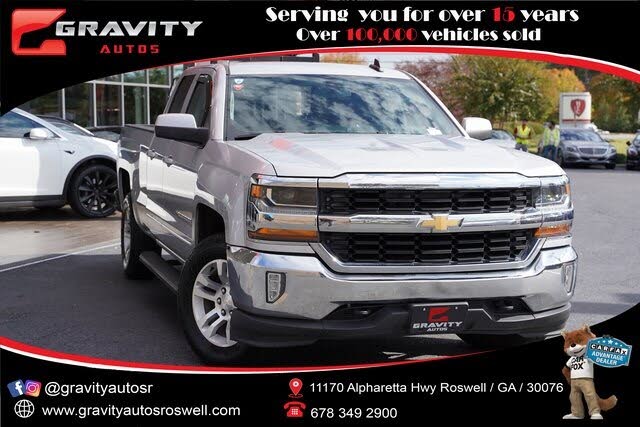 GRAVITY
AUTOS
Serving you for over 15 years
Over 100,000 vehicles sold
GRAVITY
CARFAX
ADVANTAGE
DEALER
FOX
@gravityautosr
www.gravityautosroswell.com
11170 Alpharetta Hwy Roswell / GA / 30076
678 349 2900